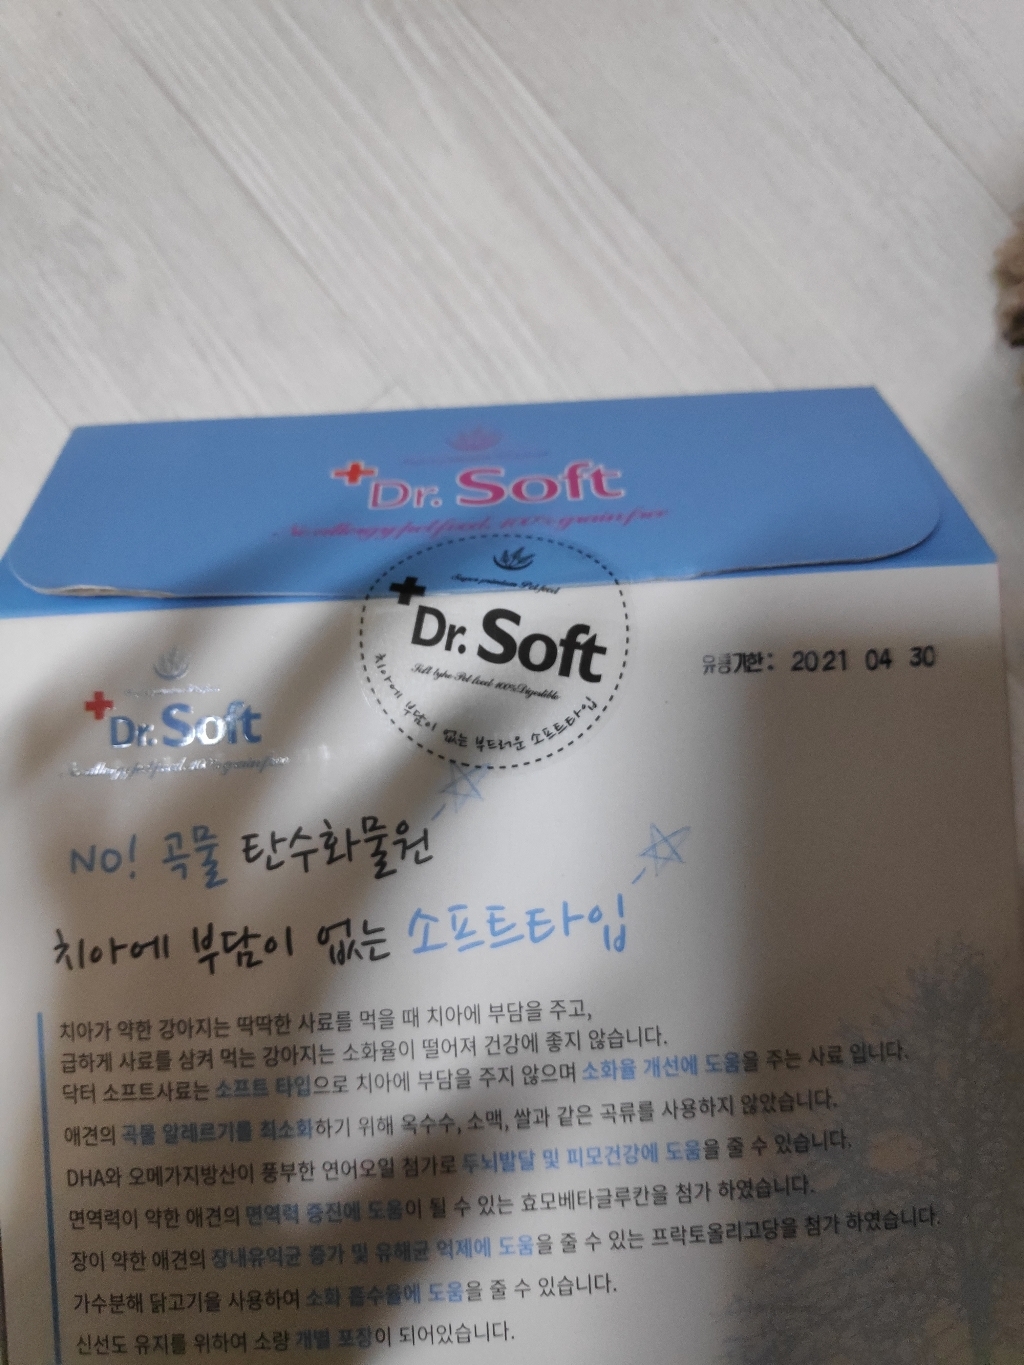 Dr. Soft
No allergy pet food, 100% grain free
Dr. Soft
Soft type Pet food 100% Digestible
치아에 부담이 없는 부드러운 소프트타입
유통기한: 2021 04 30
Dr. Soft
NO! 곡물 탄수화물원
치아에 부담이 없는 소프트타입
치아가 약한 강아지는 딱딱한 사료를 먹을 때 치아에 부담을 주고,
급하게 사료를 삼켜 먹는 강아지는 소화율이 떨어져 건강에 좋지 않습니다.
닥터 소프트사료는 소프트 타입으로 치아에 부담을 주지 않으며 소화율 개선에 도움을 주는 사료 입니다.
애견의 곡물 알레르기를 최소화하기 위해 옥수수, 소맥, 쌀과 같은 곡류를 사용하지 않았습니다.
DHA와 오메가지방산이 풍부한 연어오일 첨가로 두뇌발달 및 피모건강에 도움을 줄 수 있습니다.
면역력이 약한 애견의 면역력 증진에 도움이 될 수 있는 효모베타글루칸을 첨가 하였습니다.
장이 약한 애견의 장내유익균 증가 및 유해균 억제에 도움을 줄 수 있는 프락토올리고당을 첨가 하였습니다.
가수분해 닭고기을 사용하여 소화 흡수율에 도움을 줄 수 있습니다.
신선도 유지를 위하여 소량 개별 포장이 되어있습니다.